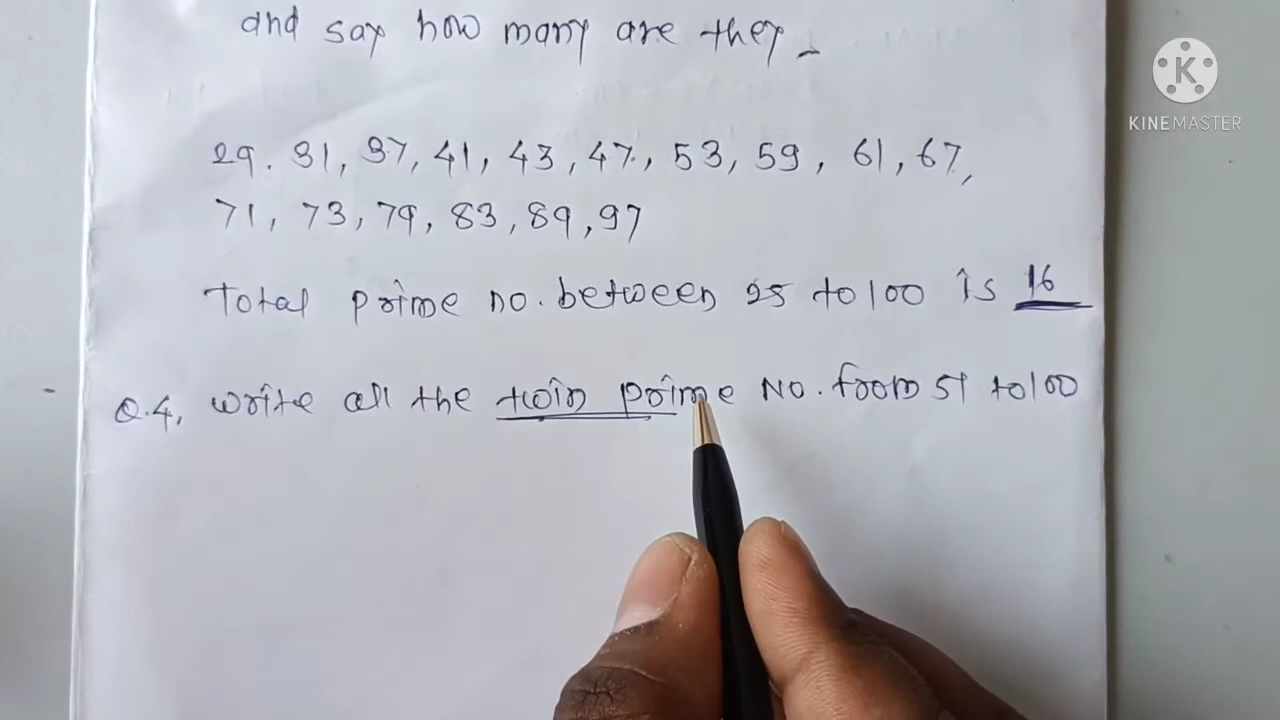 and say how many are they
K
KINEMASTER
29. 31, 37, 41, 43, 47, 53, 59, 61, 67,
71, 73, 79, 83, 89, 97
Total prime no. between 25 to 100 is 16
Q.4, write all the twin prime No. from 51 to 100